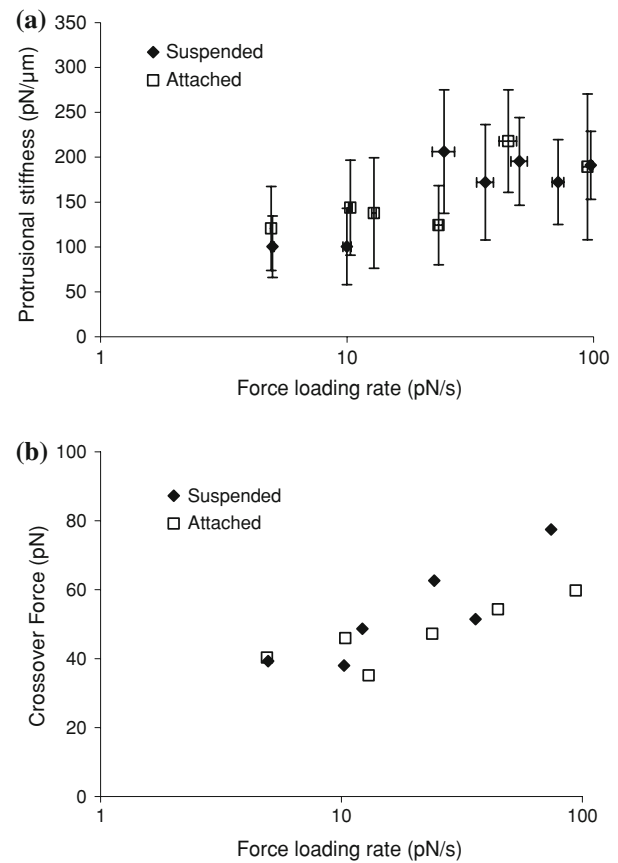 (a)
Protrusional stiffness (pN/μm)
350
300
250
200
150
100
50
0
Suspended
Attached
1
10
100
Force loading rate (pN/s)
(b)
Crossover Force (pN)
100
80
60
40
20
0
Suspended
Attached
1
10
100
Force loading rate (pN/s)